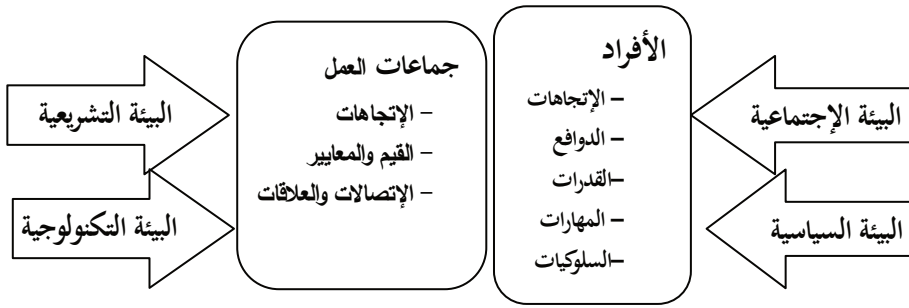 الأفراد
– الإتجاهات
– الدوافع
–القدرات
– المهارات
–السلوكيات
جماعات العمل
– الإتجاهات
– القيم والمعايير
– الإتصالات والعلاقات
البيئة الإجتماعية
البيئة السياسية
البيئة التشريعية
البيئة التكنولوجية